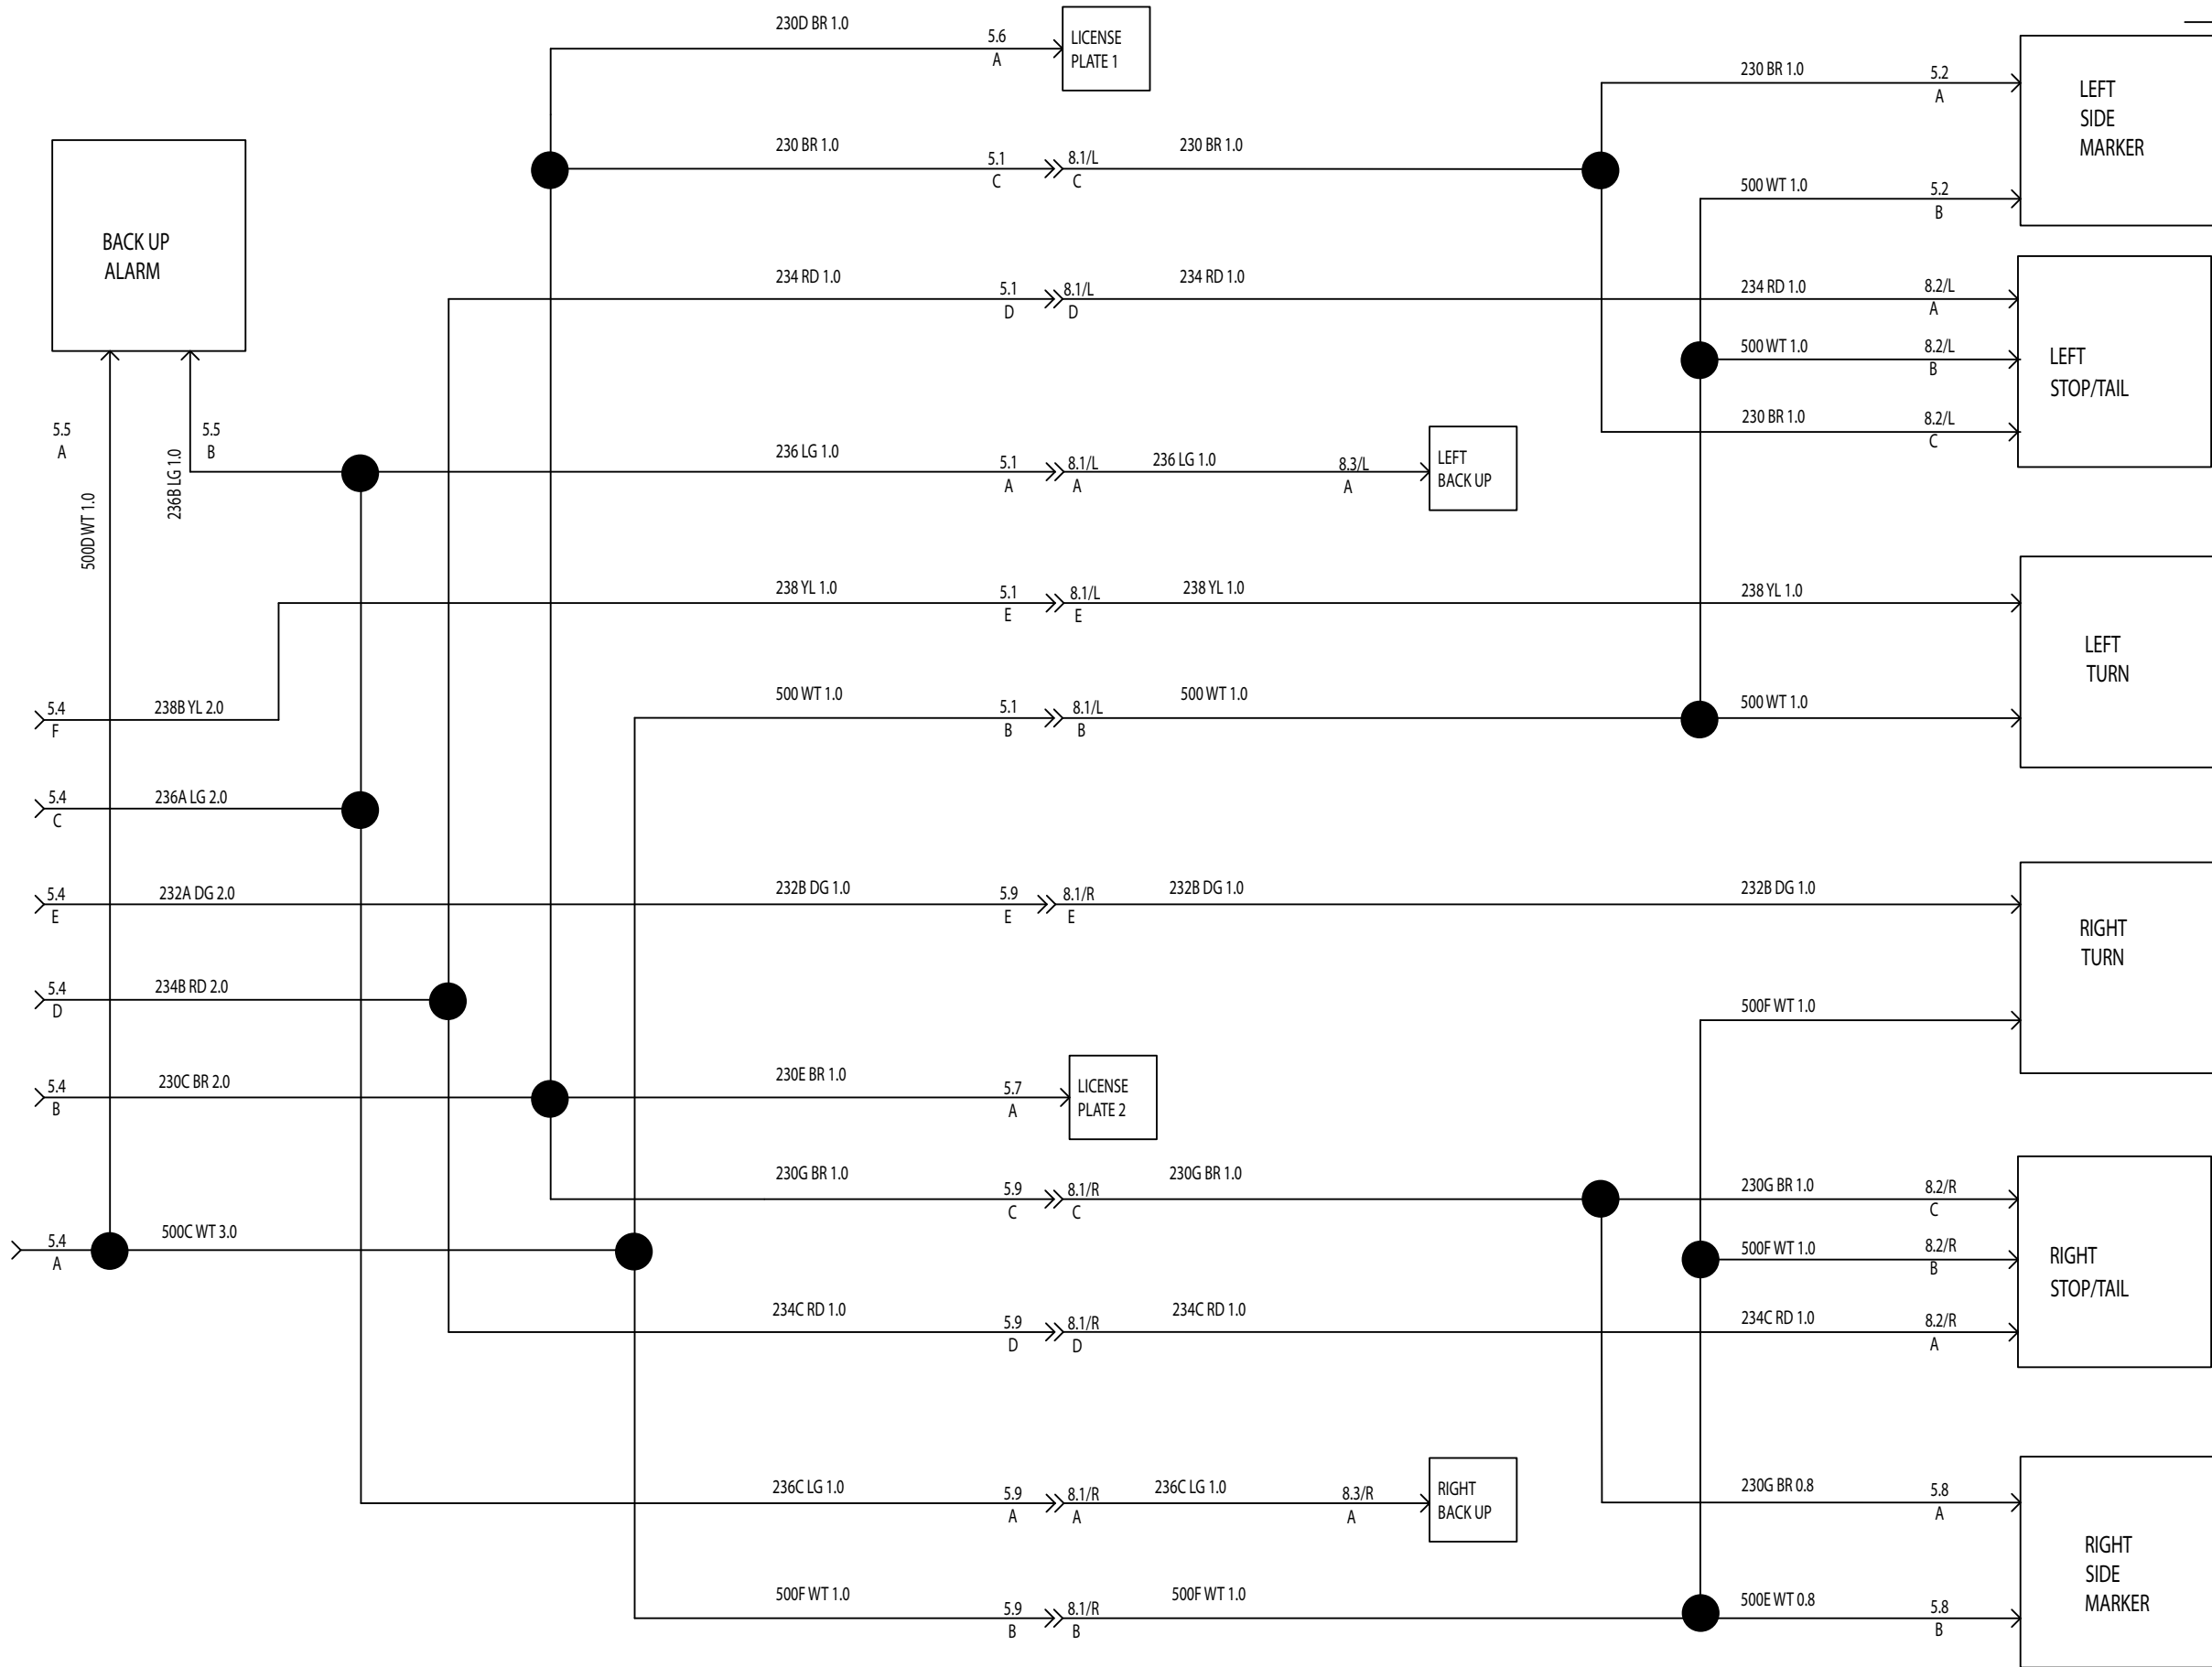 230D BR 1.0
5.6
A
LICENSE
PLATE 1
230 BR 1.0
5.2
A
LEFT
SIDE
MARKER
230 BR 1.0
5.1
C
8.1/L
C
230 BR 1.0
500 WT 1.0
5.2
B
BACK UP
ALARM
234 RD 1.0
5.1
D
8.1/L
D
234 RD 1.0
234 RD 1.0
8.2/L
A
500 WT 1.0
8.2/L
B
LEFT
STOP/TAIL
230 BR 1.0
8.2/L
C
5.5
A
5.5
B
500D WT 1.0
236B LG 1.0
236 LG 1.0
5.1
A
8.1/L
A
236 LG 1.0
8.3/L
A
LEFT
BACK UP
238 YL 1.0
5.1
E
8.1/L
E
238 YL 1.0
238 YL 1.0
LEFT
TURN
5.4
F
238B YL 2.0
500 WT 1.0
5.1
B
8.1/L
B
500 WT 1.0
500 WT 1.0
5.4
C
236A LG 2.0
5.4
E
232A DG 2.0
232B DG 1.0
5.9
E
8.1/R
E
232B DG 1.0
232B DG 1.0
RIGHT
TURN
5.4
D
234B RD 2.0
500F WT 1.0
5.4
B
230C BR 2.0
230E BR 1.0
5.7
A
LICENSE
PLATE 2
230G BR 1.0
5.9
C
8.1/R
C
230G BR 1.0
230G BR 1.0
8.2/R
C
5.4
A
500C WT 3.0
500F WT 1.0
8.2/R
B
RIGHT
STOP/TAIL
234C RD 1.0
5.9
D
8.1/R
D
234C RD 1.0
234C RD 1.0
8.2/R
A
236C LG 1.0
5.9
A
8.1/R
A
236C LG 1.0
8.3/R
A
RIGHT
BACK UP
230G BR 0.8
5.8
A
RIGHT
SIDE
MARKER
500F WT 1.0
5.9
B
8.1/R
B
500F WT 1.0
500E WT 0.8
5.8
B